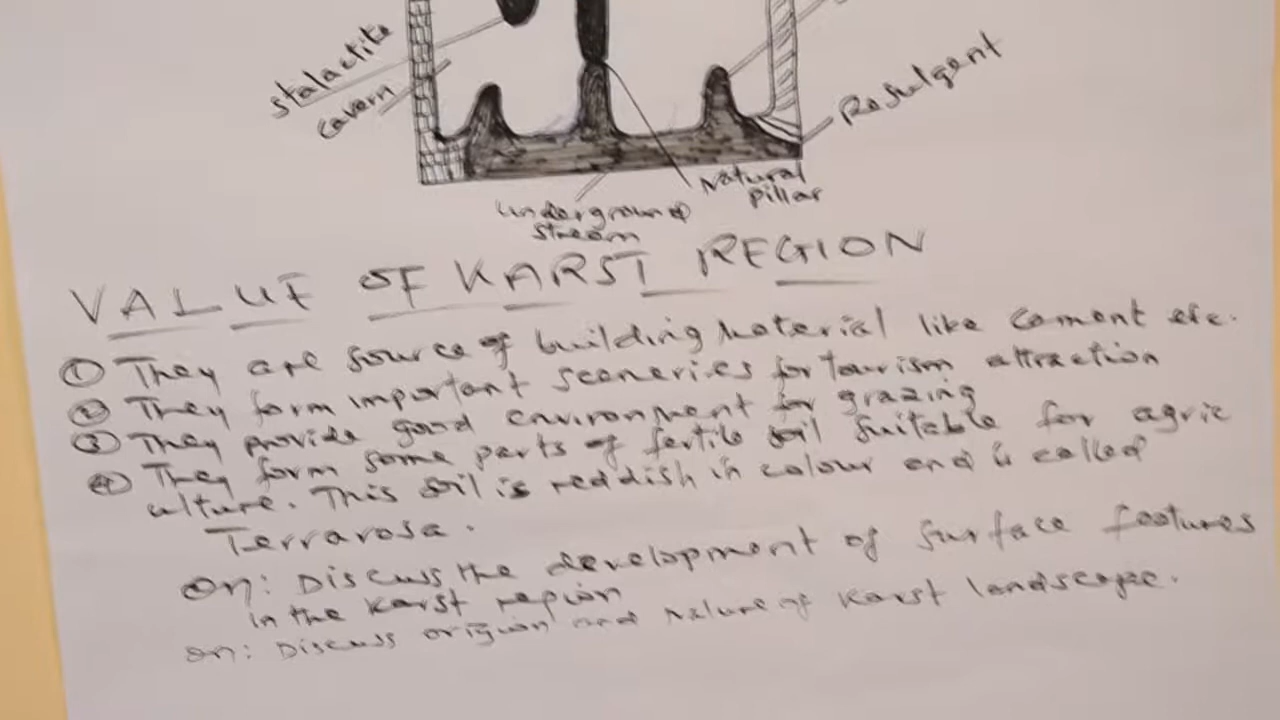 stalactite
cavern
Resulgent
Natural
pillar
underground
stream
VALUE OF KARST REGION
① They are source of building material like cement etc.
② They form important sceneries for tourism attraction
③ They provide good environment for grazing
④ They form some parts of fertile soil suitable for agric
ulture. This soil is reddish in colour and is called
Terrarosa.
Qn: Discuss the development of surface features
in the karst region
Qn: Discuss origion and nature of karst landscape.